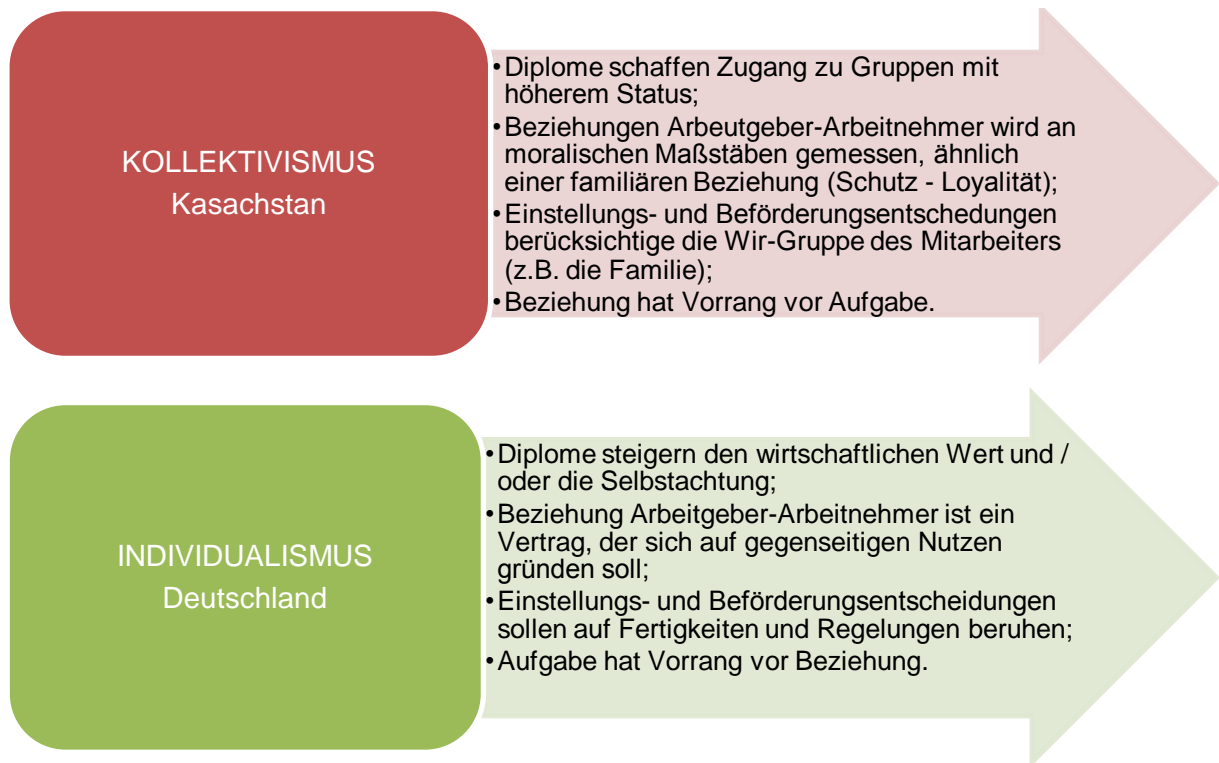 KOLLEKTIVISMUS
Kasachstan
•Diplome schaffen Zugang zu Gruppen mit
höherem Status;
•Beziehungen Arbeutgeber-Arbeitnehmer wird an
moralischen Maßstäben gemessen, ähnlich
einer familiären Beziehung (Schutz - Loyalität);
•Einstellungs- und Beförderungsentschedungen
berücksichtige die Wir-Gruppe des Mitarbeiters
(z.B. die Familie);
•Beziehung hat Vorrang vor Aufgabe.
INDIVIDUALISMUS
Deutschland
•Diplome steigern den wirtschaftlichen Wert und /
oder die Selbstachtung;
•Beziehung Arbeitgeber-Arbeitnehmer ist ein
Vertrag, der sich auf gegenseitigen Nutzen
gründen soll;
•Einstellungs- und Beförderungsentscheidungen
sollen auf Fertigkeiten und Regelungen beruhen;
•Aufgabe hat Vorrang vor Beziehung.